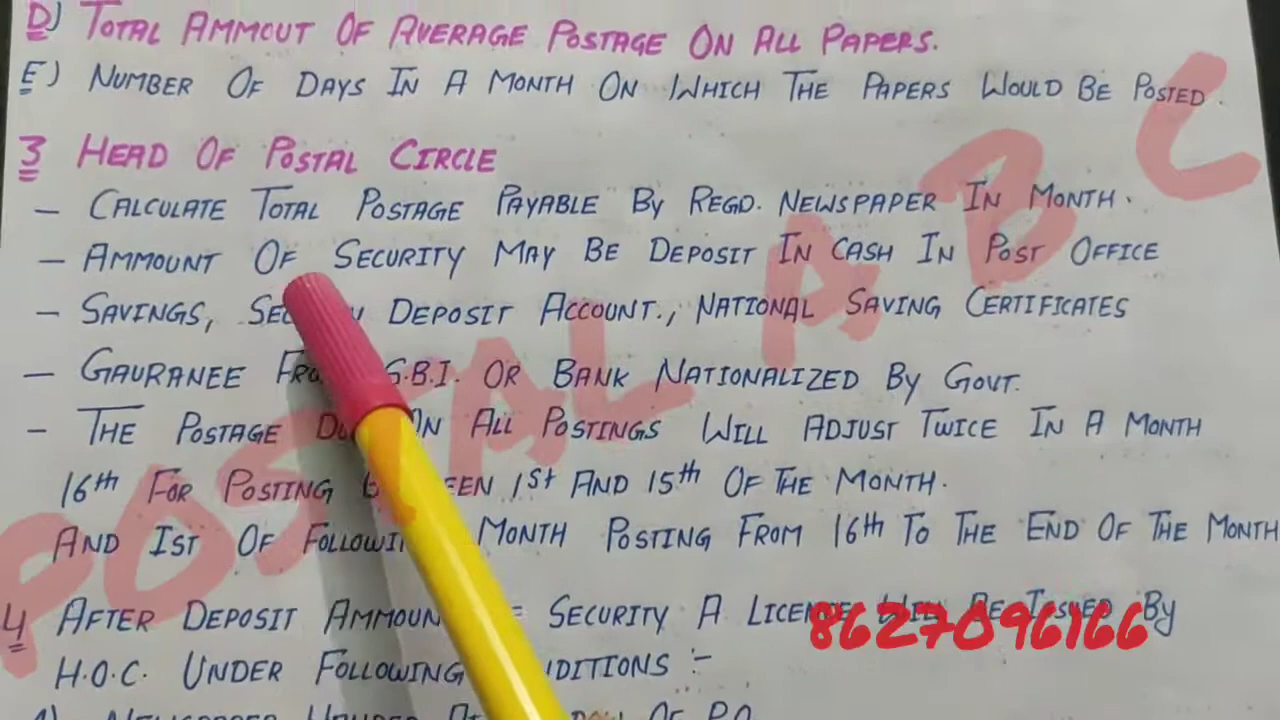 D) TOTAL AMMOUT OF AVERAGE POSTAGE ON ALL PAPERS.
E) NUMBER OF DAYS IN A MONTH ON WHICH THE PAPERS WOULD BE POSTED.
3 HEAD OF POSTAL CIRCLE
– CALCULATE TOTAL POSTAGE PAYABLE BY REGD. NEWSPAPER IN MONTH.
– AMMOUNT OF SECURITY MAY BE DEPOSIT IN CASH IN POST OFFICE
– SAVINGS, DEPOSIT ACCOUNT., NATIONAL SAVING CERTIFICATES
– GAURANEE S.B.I. OR BANK NATIONALIZED BY GOVT.
– THE POSTAGE ON ALL POSTINGS WILL ADJUST TWICE IN A MONTH
16th FOR POSTING 1St AND 15th OF THE MONTH.
AND 1ST OF MONTH POSTING FROM 16th TO THE END OF THE MONTH
4 AFTER DEPOSIT SECURITY A LICENCE WILL BE ISSUED BY
H.O.C. UNDER FOLLOWING :-
POSTAL ABC
8627096166